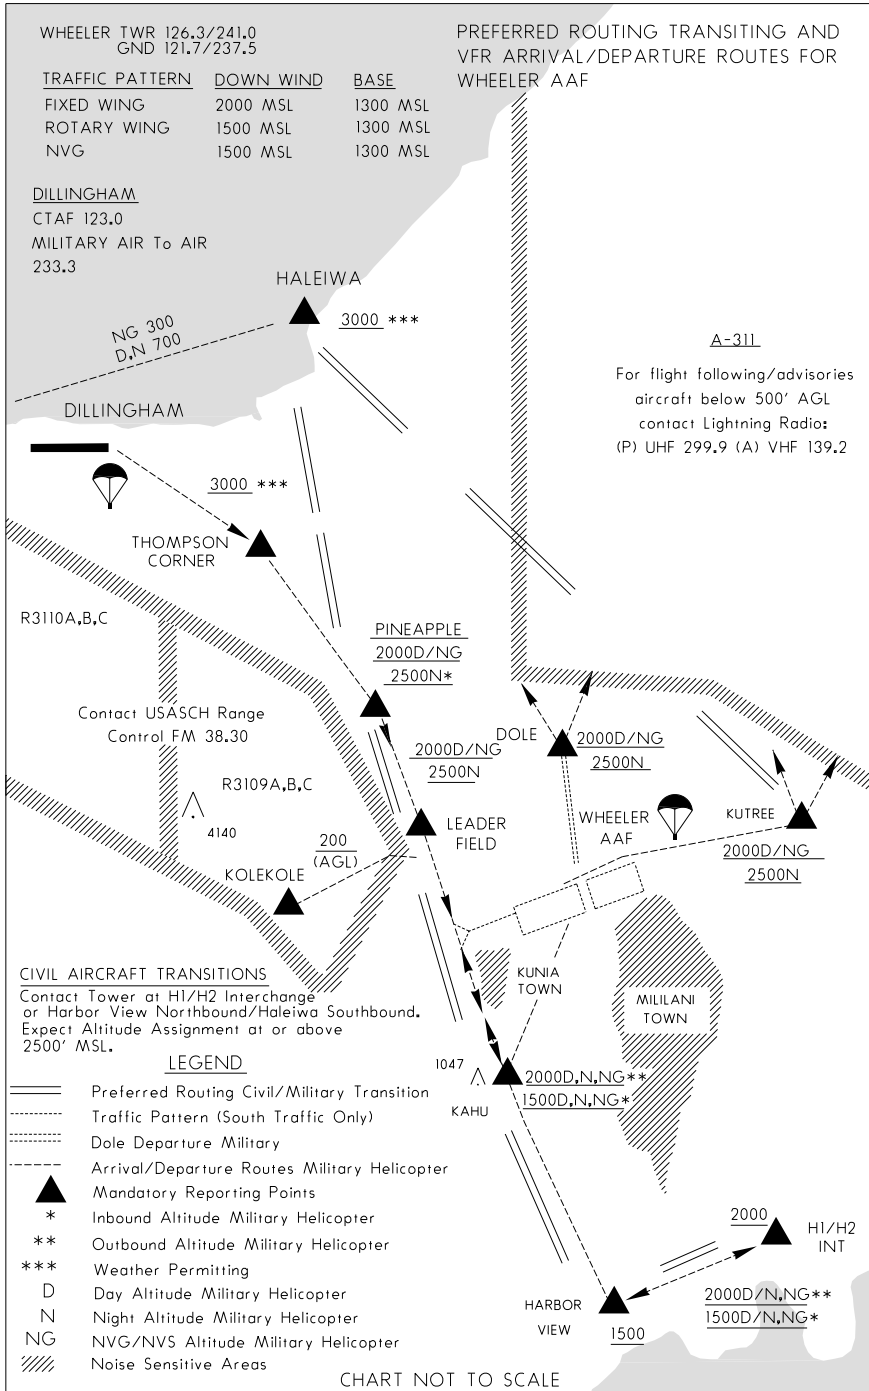 WHEELER TWR 126.3/241.0
GND 121.7/237.5
PREFERRED ROUTING TRANSITING AND
VFR ARRIVAL/DEPARTURE ROUTES FOR
WHEELER AAF
TRAFFIC PATTERN DOWN WIND BASE
FIXED WING 2000 MSL 1300 MSL
ROTARY WING 1500 MSL 1300 MSL
NVG 1500 MSL 1300 MSL
DILLINGHAM
CTAF 123.0
MILITARY AIR To AIR
233.3
HALEIWA
3000 ***
NG 300
D,N 700
A-311
For flight following/advisories
aircraft below 500' AGL
contact Lightning Radio:
(P) UHF 299.9 (A) VHF 139.2
DILLINGHAM
3000 ***
THOMPSON
CORNER
R3110A,B,C
PINEAPPLE
2000D/NG
2500N*
Contact USASCH Range
Control FM 38.30
2000D/NG
2500N
DOLE
2000D/NG
2500N
R3109A,B,C
4140
LEADER
FIELD
WHEELER
AAF
KUTREE
2000D/NG
2500N
200
(AGL)
KOLEKOLE
KUNIA
TOWN
MILILANI
TOWN
CIVIL AIRCRAFT TRANSITIONS
Contact Tower at H1/H2 Interchange
or Harbor View Northbound/Haleiwa Southbound.
Expect Altitude Assignment at or above
2500' MSL.
1047
KAHU
2000D,N,NG**
1500D,N,NG*
LEGEND
Preferred Routing Civil/Military Transition
Traffic Pattern (South Traffic Only)
Dole Departure Military
Arrival/Departure Routes Military Helicopter
Mandatory Reporting Points
* Inbound Altitude Military Helicopter
** Outbound Altitude Military Helicopter
*** Weather Permitting
D Day Altitude Military Helicopter
N Night Altitude Military Helicopter
NG NVG/NVS Altitude Military Helicopter
Noise Sensitive Areas
2000
H1/H2
INT
2000D/N,NG**
1500D/N,NG*
HARBOR
VIEW
1500
CHART NOT TO SCALE